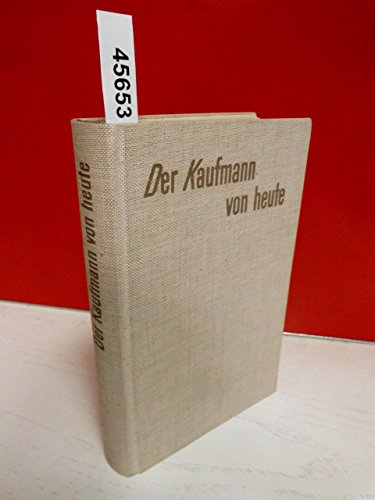 45653
Der Kaufmann
von heute
Der Kaufmann von heute